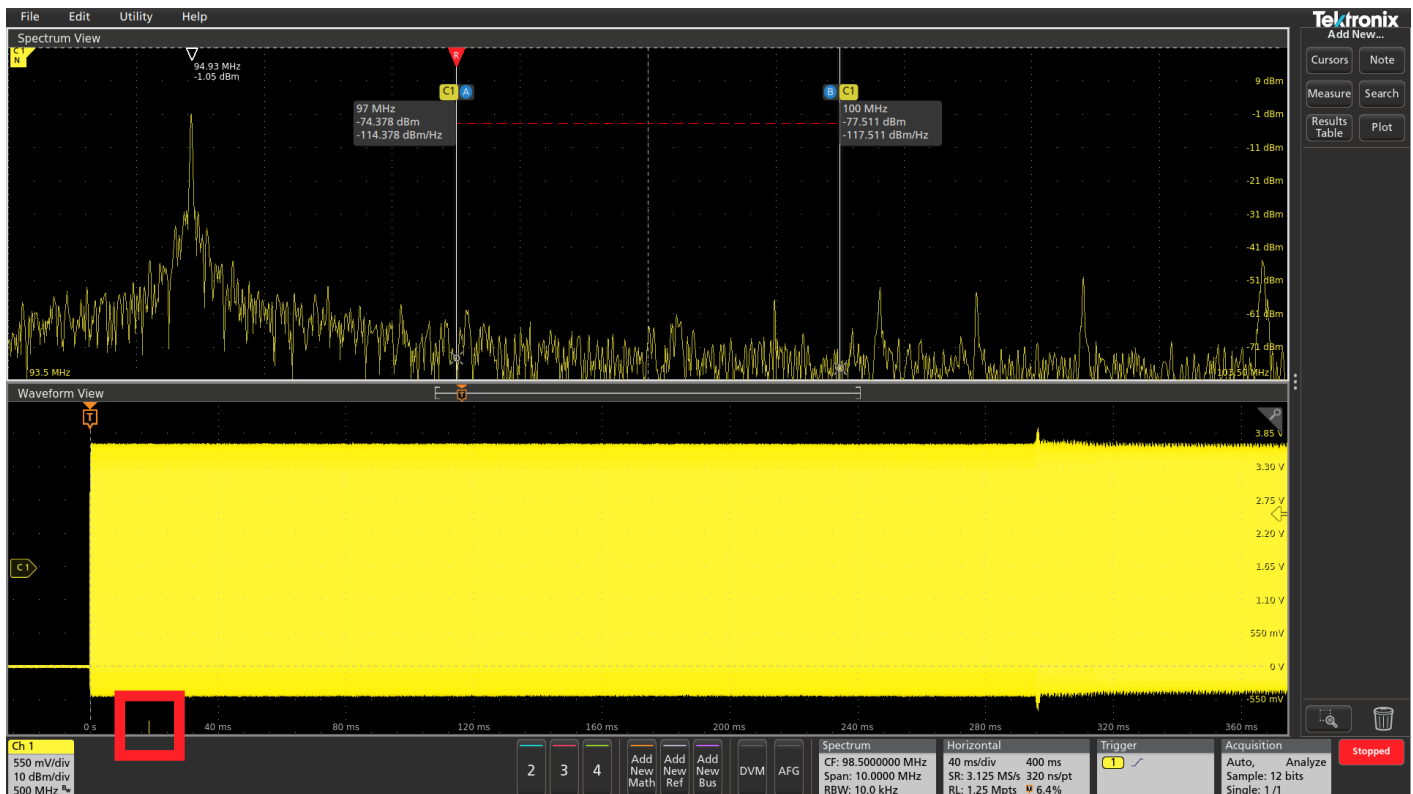 File Edit Utility Help
Tektronix
Add New...
Spectrum View
C1
N
94.93 MHz
-1.05 dBm
R
C1 A
B C1
97 MHz
-74.378 dBm
-114.378 dBm/Hz
100 MHz
-77.511 dBm
-117.511 dBm/Hz
9 dBm
-1 dBm
-11 dBm
-21 dBm
-31 dBm
-41 dBm
-51 dBm
-61 dBm
-71 dBm
93.5 MHz
103.50 MHz
Cursors
Note
Measure
Search
Results
Table
Plot
Waveform View
T
T
3.85 V
3.30 V
2.75 V
2.20 V
C1
1.65 V
1.10 V
550 mV
0 V
-550 mV
0 s 40 ms 80 ms 120 ms 160 ms 200 ms 240 ms 280 ms 320 ms 360 ms
Ch 1
550 mV/div
10 dBm/div
500 MHz Bw
2 3 4
Add
New
Math
Add
New
Ref
Add
New
Bus
DVM
AFG
Spectrum
CF: 98.5000000 MHz
Span: 10.0000 MHz
RBW: 10.0 kHz
Horizontal
40 ms/div 400 ms
SR: 3.125 MS/s 320 ns/pt
RL: 1.25 Mpts 6.4%
Trigger
1
Acquisition
Auto, Analyze
Sample: 12 bits
Single: 1 /1
Stopped